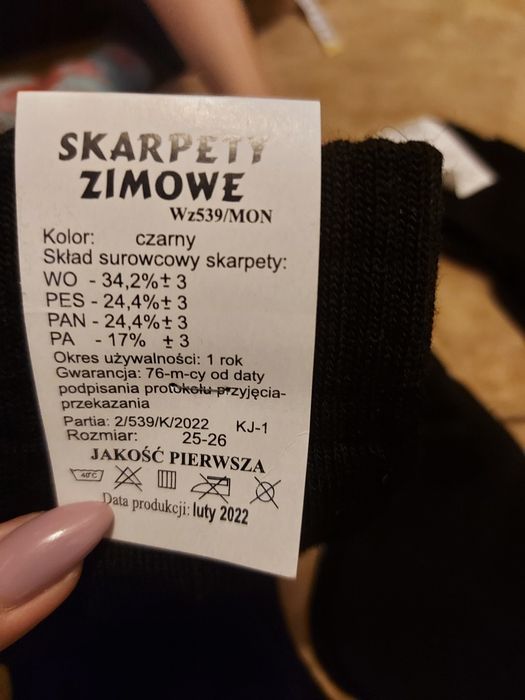 SKARPETY
ZIMOWE
Wz539/MON
Kolor: czarny
Skład surowcowy skarpety:
WO - 34,2%± 3
PES - 24,4%± 3
PAN - 24,4%± 3
PA - 17% ± 3
Okres używalności: 1 rok
Gwarancja: 76-m-cy od daty
podpisania protokołu przyjęcia-
przekazania
Partia: 2/539/K/2022 KJ-1
Rozmiar: 25-26
JAKOŚĆ PIERWSZA
40°C
Data produkcji: luty 2022